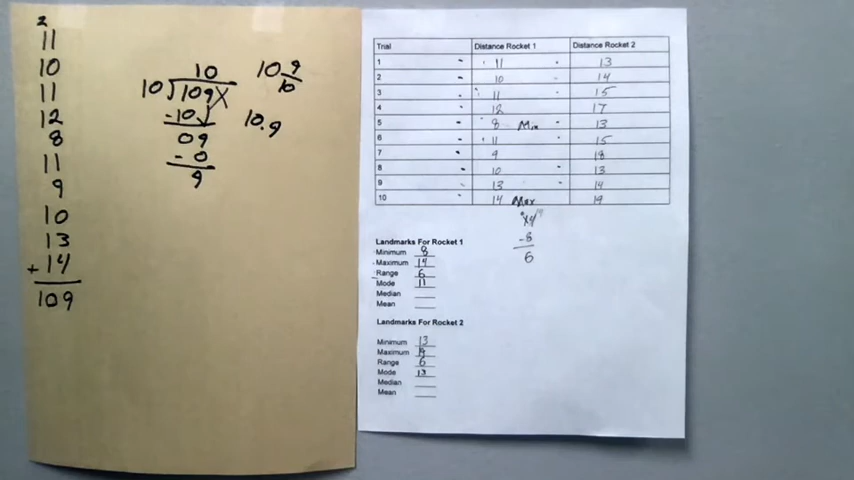 2
11
10
11
12
8
11
9
10
13
+ 14
109
10
10 109
- 10
09
- 0
9
10 9/10
10.9
Trial Distance Rocket 1 Distance Rocket 2
1 11 13
2 10 14
3 11 15
4 12 17
5 8 Min 13
6 11 15
7 9 18
8 10 13
9 13 14
10 14 Max 19
- 8
6
Landmarks For Rocket 1
Minimum 8
Maximum 14
Range 6
Mode 11
Median
Mean
Landmarks For Rocket 2
Minimum 13
Maximum 19
Range 6
Mode 13
Median
Mean